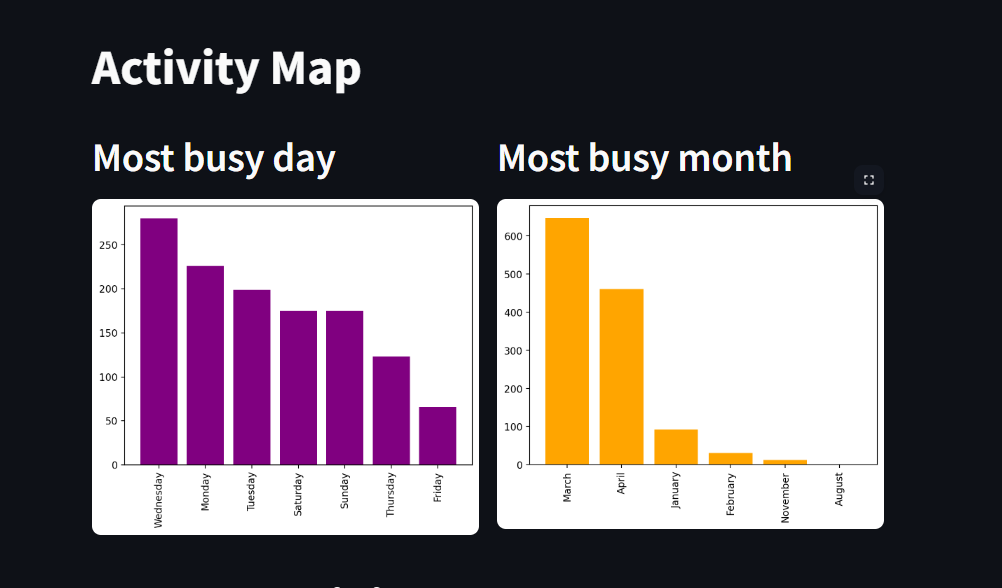 Activity Map
Most busy day
Most busy month
250
200
150
100
50
0
Wednesday
Monday
Tuesday
Saturday
Sunday
Thursday
Friday
600
500
400
300
200
100
0
March
April
January
February
November
August